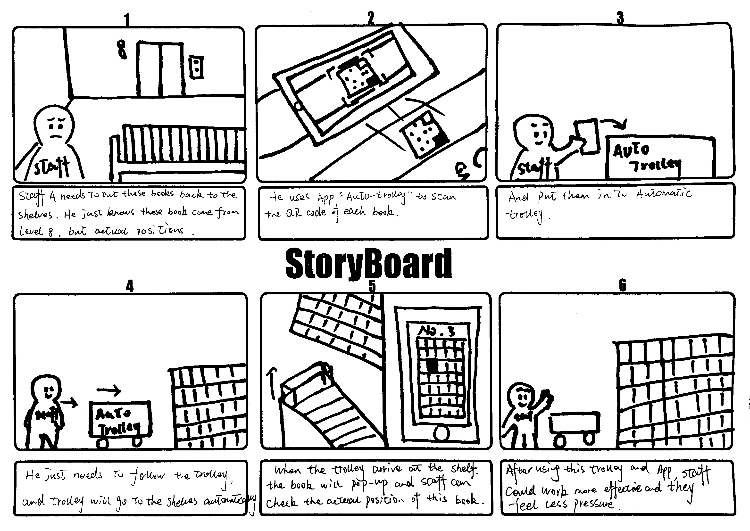 1
8
Staff
Staff A needs to put these books back to the
shelves. He just knows these book come from
level 8, but actual positions.
2
He uses App "Auto-trolley" to scan
the QR code of each book.
3
Staff
Auto
Trolley
And put them in to Automatic
trolley.
StoryBoard
4
Staff
Auto
Trolley
He just needs to follow the trolley,
and trolley will go to the shelves automatically
5
No. 3
When the trolley arrive at the shelf.
the book will pop-up and staff can
check the actual position of this book.
6
After using this trolley and App, staff
could work more effective and they
feel less pressure.